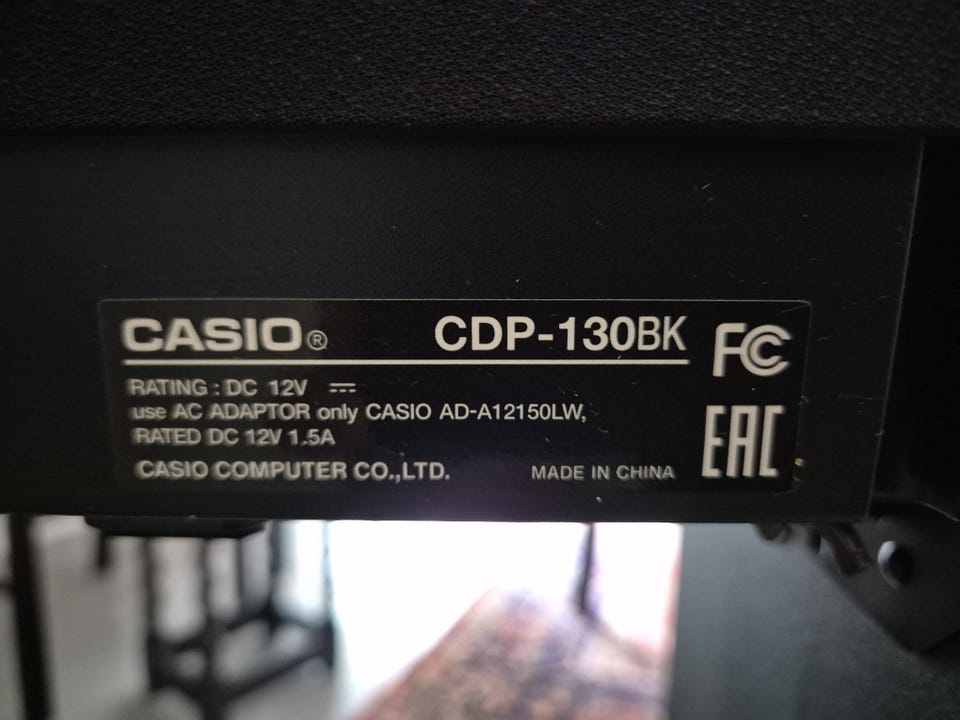 CASIO® CDP-130BK
FC
RATING : DC 12V ⎓
use AC ADAPTOR only CASIO AD-A12150LW,
RATED DC 12V 1.5A
EAC
CASIO COMPUTER CO.,LTD. MADE IN CHINA